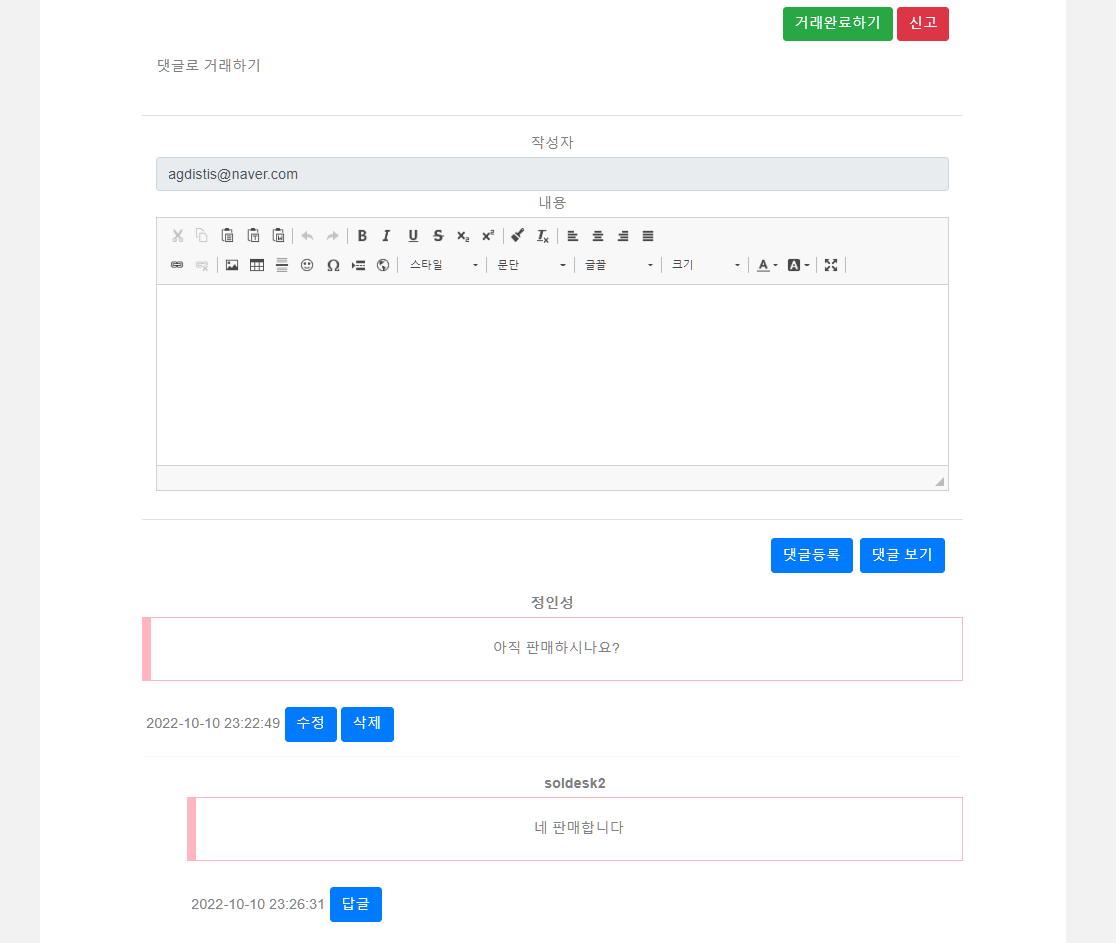 거래완료하기 신고
댓글로 거래하기
작성자
agdistis@naver.com
내용
스타일 문단 글꼴 크기
댓글등록 댓글 보기
정인성
아직 판매하시나요?
2022-10-10 23:22:49 수정 삭제
soldesk2
네 판매합니다
2022-10-10 23:26:31 답글